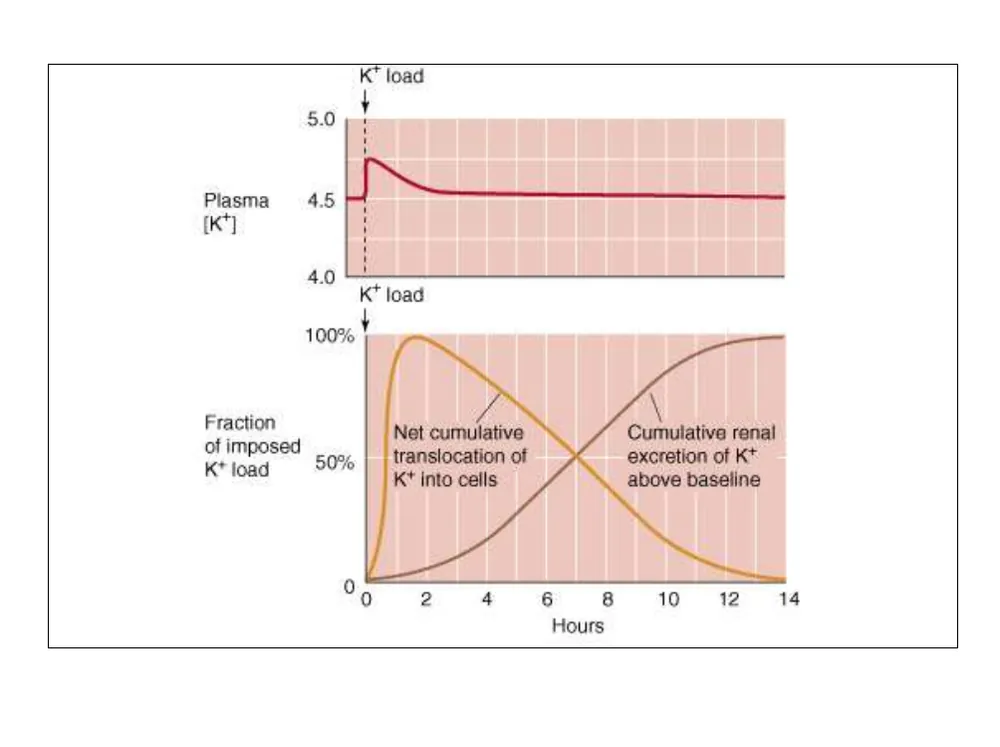 K+ load
5.0
Plasma
[K+]
4.5
4.0
K+ load
100%
Fraction
of imposed
K+ load
50%
Net cumulative
translocation of
K+ into cells
Cumulative renal
excretion of K+
above baseline
0
0 2 4 6 8 10 12 14
Hours